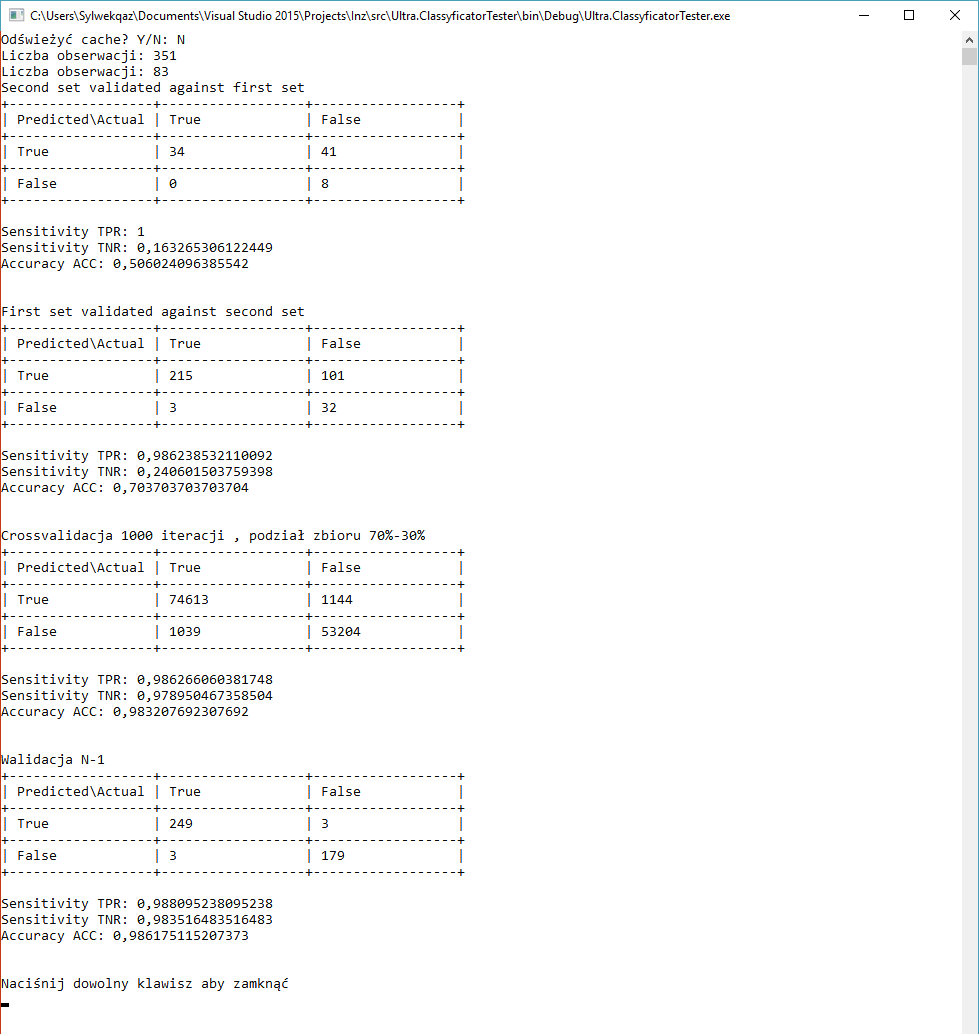 C:\Users\Sylwekqaz\Documents\Visual Studio 2015\Projects\Inz\src\Ultra.ClassyficatorTester\bin\Debug\Ultra.ClassyficatorTester.exe
Odświeżyć cache? Y/N: N
Liczba obserwacji: 351
Liczba obserwacji: 83
Second set validated against first set
+------------------+------------------+------------------+
| Predicted\Actual | True             | False            |
+------------------+------------------+------------------+
| True             | 34               | 41               |
+------------------+------------------+------------------+
| False            | 0                | 8                |
+------------------+------------------+------------------+
Sensitivity TPR: 1
Sensitivity TNR: 0,163265306122449
Accuracy ACC: 0,506024096385542
First set validated against second set
+------------------+------------------+------------------+
| Predicted\Actual | True             | False            |
+------------------+------------------+------------------+
| True             | 215              | 101              |
+------------------+------------------+------------------+
| False            | 3                | 32               |
+------------------+------------------+------------------+
Sensitivity TPR: 0,986238532110092
Sensitivity TNR: 0,240601503759398
Accuracy ACC: 0,703703703703704
Crossvalidacja 1000 iteracji , podział zbioru 70%-30%
+------------------+------------------+------------------+
| Predicted\Actual | True             | False            |
+------------------+------------------+------------------+
| True             | 74613            | 1144             |
+------------------+------------------+------------------+
| False            | 1039             | 53204            |
+------------------+------------------+------------------+
Sensitivity TPR: 0,986266060381748
Sensitivity TNR: 0,978950467358504
Accuracy ACC: 0,983207692307692
Walidacja N-1
+------------------+------------------+------------------+
| Predicted\Actual | True             | False            |
+------------------+------------------+------------------+
| True             | 249              | 3                |
+------------------+------------------+------------------+
| False            | 3                | 179              |
+------------------+------------------+------------------+
Sensitivity TPR: 0,988095238095238
Sensitivity TNR: 0,983516483516483
Accuracy ACC: 0,986175115207373
Naciśnij dowolny klawisz aby zamknąć